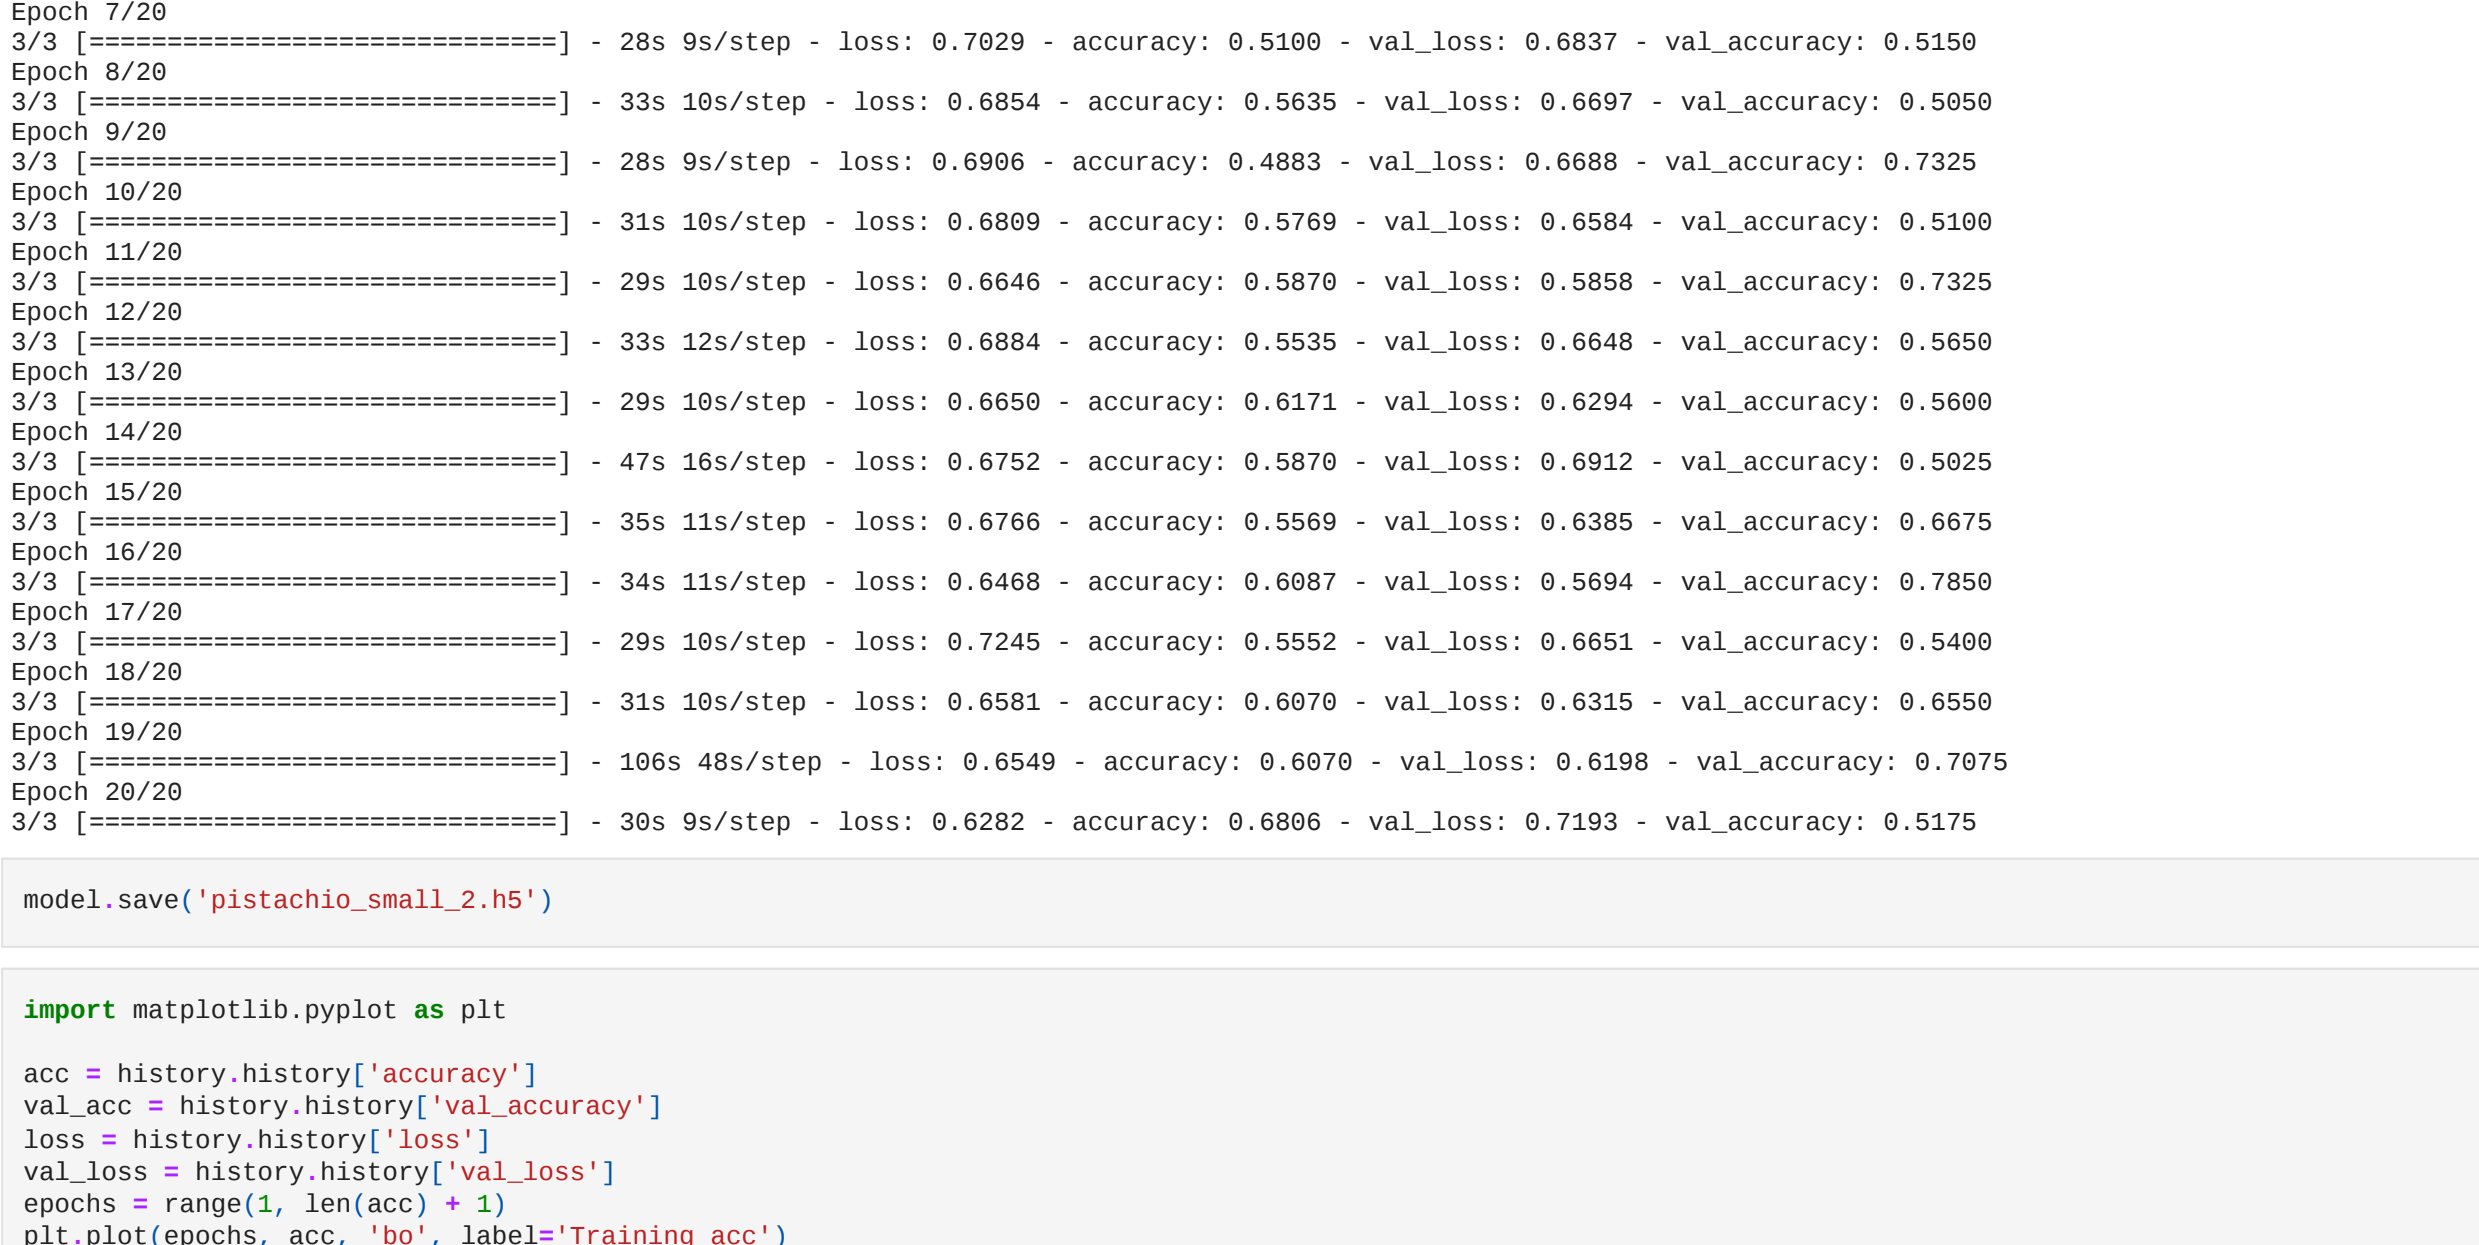 Epoch 7/20
3/3 [==============================] - 28s 9s/step - loss: 0.7029 - accuracy: 0.5100 - val_loss: 0.6837 - val_accuracy: 0.5150
Epoch 8/20
3/3 [==============================] - 33s 10s/step - loss: 0.6854 - accuracy: 0.5635 - val_loss: 0.6697 - val_accuracy: 0.5050
Epoch 9/20
3/3 [==============================] - 28s 9s/step - loss: 0.6906 - accuracy: 0.4883 - val_loss: 0.6688 - val_accuracy: 0.7325
Epoch 10/20
3/3 [==============================] - 31s 10s/step - loss: 0.6809 - accuracy: 0.5769 - val_loss: 0.6584 - val_accuracy: 0.5100
Epoch 11/20
3/3 [==============================] - 29s 10s/step - loss: 0.6646 - accuracy: 0.5870 - val_loss: 0.5858 - val_accuracy: 0.7325
Epoch 12/20
3/3 [==============================] - 33s 12s/step - loss: 0.6884 - accuracy: 0.5535 - val_loss: 0.6648 - val_accuracy: 0.5650
Epoch 13/20
3/3 [==============================] - 29s 10s/step - loss: 0.6650 - accuracy: 0.6171 - val_loss: 0.6294 - val_accuracy: 0.5600
Epoch 14/20
3/3 [==============================] - 47s 16s/step - loss: 0.6752 - accuracy: 0.5870 - val_loss: 0.6912 - val_accuracy: 0.5025
Epoch 15/20
3/3 [==============================] - 35s 11s/step - loss: 0.6766 - accuracy: 0.5569 - val_loss: 0.6385 - val_accuracy: 0.6675
Epoch 16/20
3/3 [==============================] - 34s 11s/step - loss: 0.6468 - accuracy: 0.6087 - val_loss: 0.5694 - val_accuracy: 0.7850
Epoch 17/20
3/3 [==============================] - 29s 10s/step - loss: 0.7245 - accuracy: 0.5552 - val_loss: 0.6651 - val_accuracy: 0.5400
Epoch 18/20
3/3 [==============================] - 31s 10s/step - loss: 0.6581 - accuracy: 0.6070 - val_loss: 0.6315 - val_accuracy: 0.6550
Epoch 19/20
3/3 [==============================] - 106s 48s/step - loss: 0.6549 - accuracy: 0.6070 - val_loss: 0.6198 - val_accuracy: 0.7075
Epoch 20/20
3/3 [==============================] - 30s 9s/step - loss: 0.6282 - accuracy: 0.6806 - val_loss: 0.7193 - val_accuracy: 0.5175
model.save('pistachio_small_2.h5')
import matplotlib.pyplot as plt
acc = history.history['accuracy']
val_acc = history.history['val_accuracy']
loss = history.history['loss']
val_loss = history.history['val_loss']
epochs = range(1, len(acc) + 1)
plt.plot(epochs, acc, 'bo', label='Training acc')